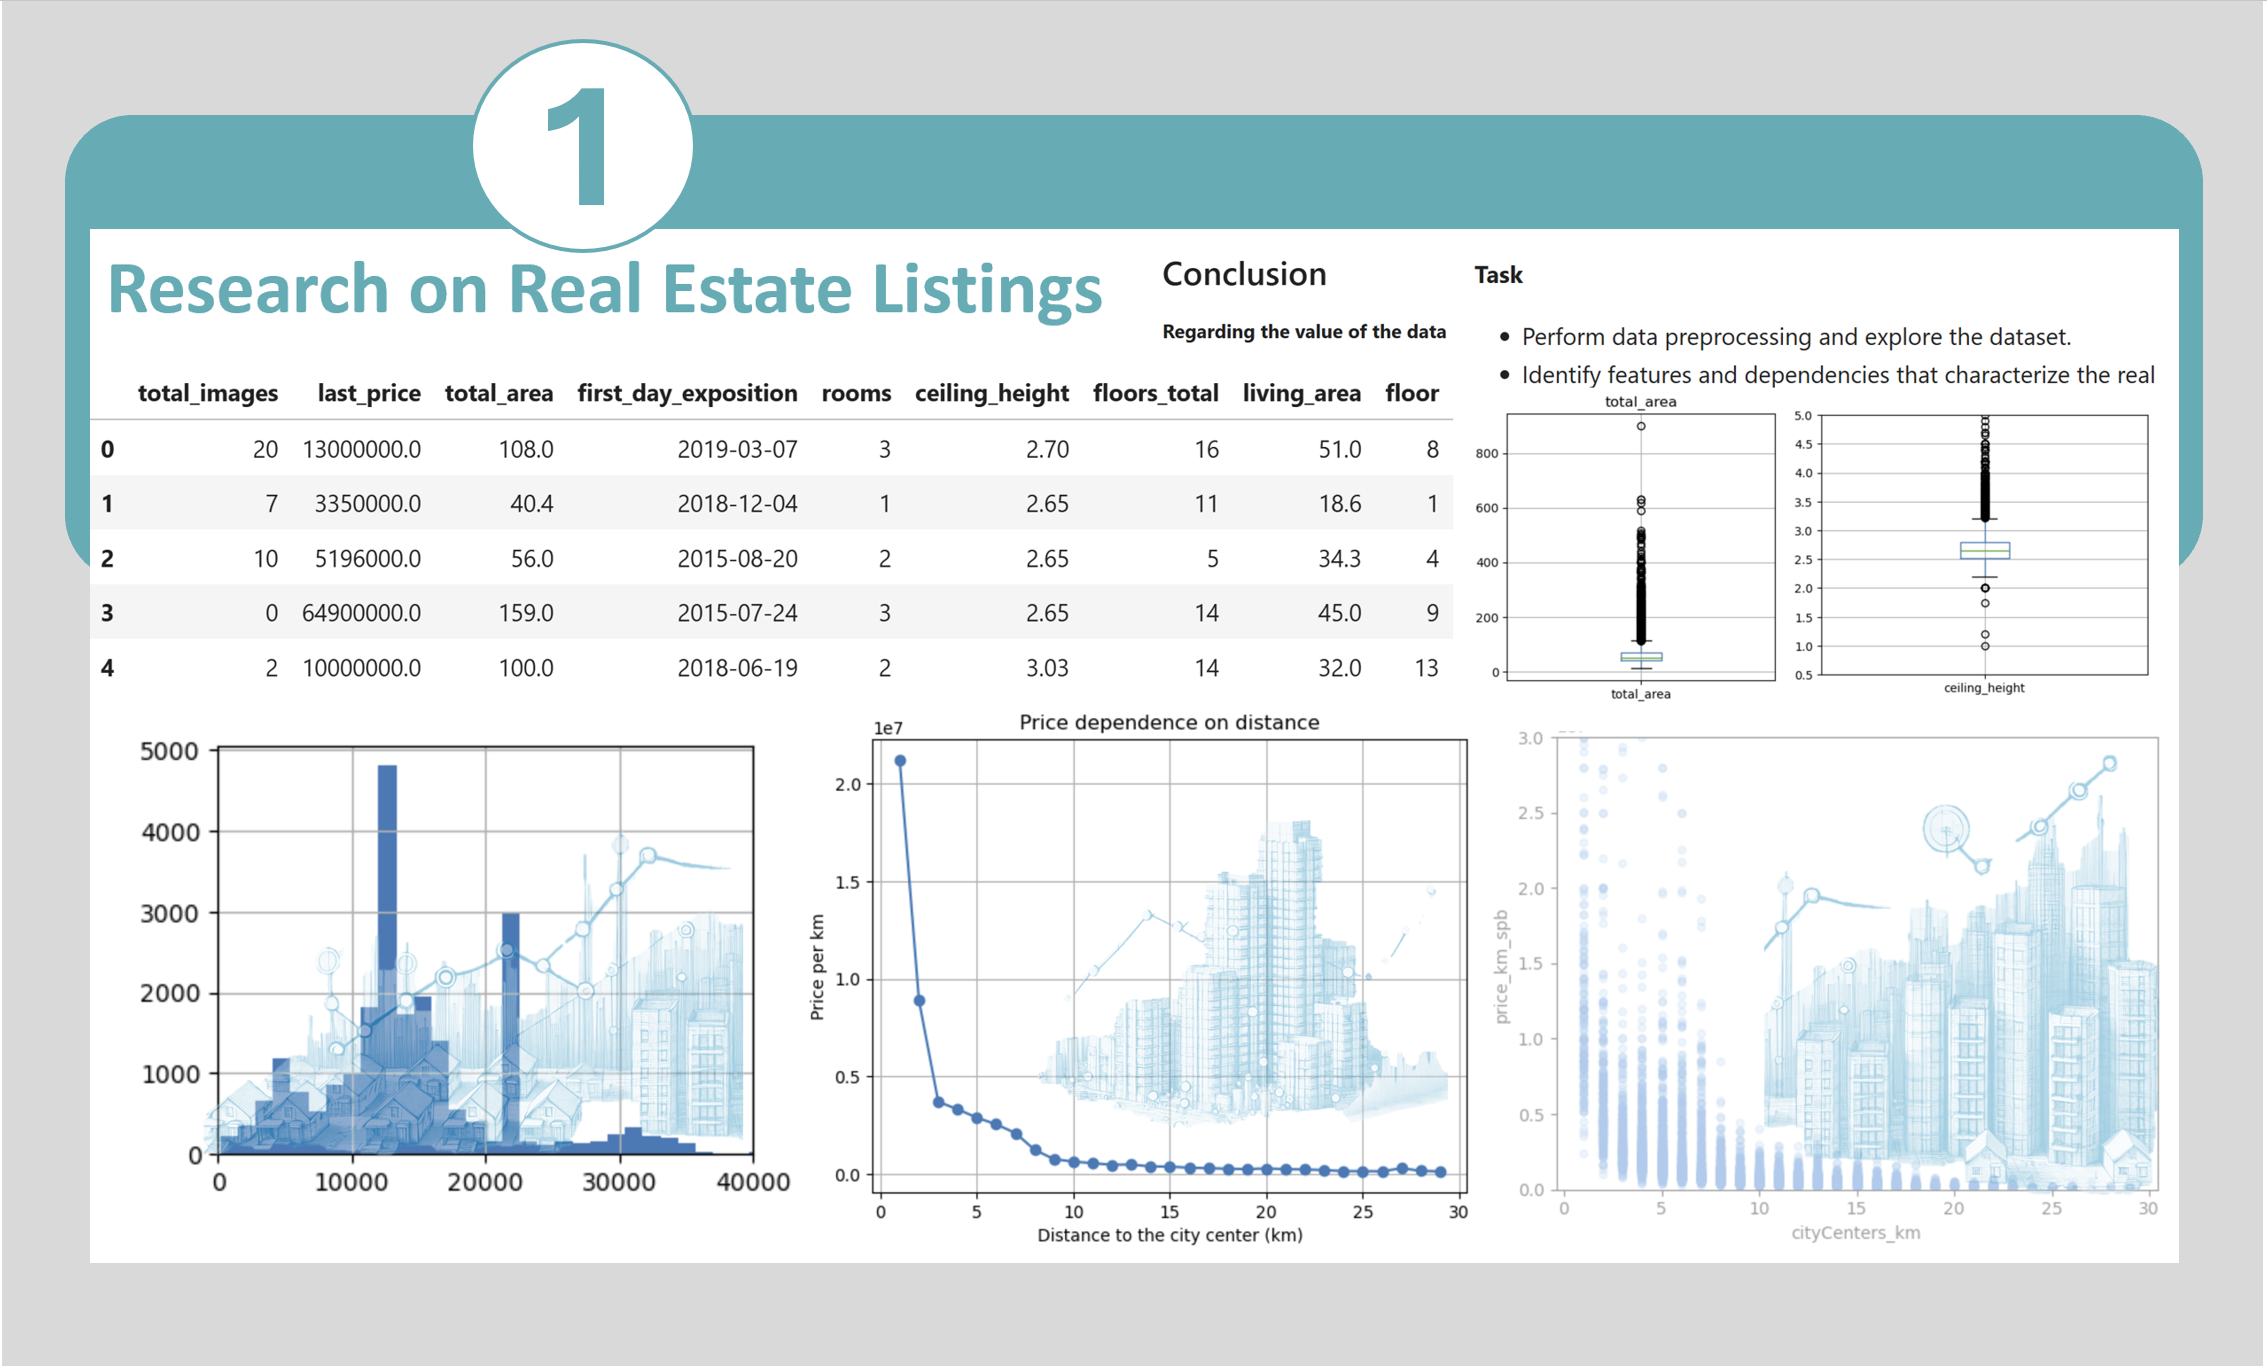 1
Research on Real Estate Listings
Conclusion
Regarding the value of the data
Task
• Perform data preprocessing and explore the dataset.
• Identify features and dependencies that characterize the real
total_images last_price total_area first_day_exposition rooms ceiling_height floors_total living_area floor
0 20 13000000.0 108.0 2019-03-07 3 2.70 16 51.0 8
1 7 3350000.0 40.4 2018-12-04 1 2.65 11 18.6 1
2 10 5196000.0 56.0 2015-08-20 2 2.65 5 34.3 4
3 0 64900000.0 159.0 2015-07-24 3 2.65 14 45.0 9
4 2 10000000.0 100.0 2018-06-19 2 3.03 14 32.0 13
total_area
800
600
400
200
0
total_area
5.0
4.5
4.0
3.5
3.0
2.5
2.0
1.5
1.0
0.5
ceiling_height
5000
4000
3000
2000
1000
0
0 10000 20000 30000 40000
Price dependence on distance
1e7
2.0
1.5
1.0
0.5
0.0
Price per km
0 5 10 15 20 25 30
Distance to the city center (km)
3.0
2.5
2.0
1.5
1.0
0.5
0.0
price_km_spb
0 5 10 15 20 25 30
cityCenters_km